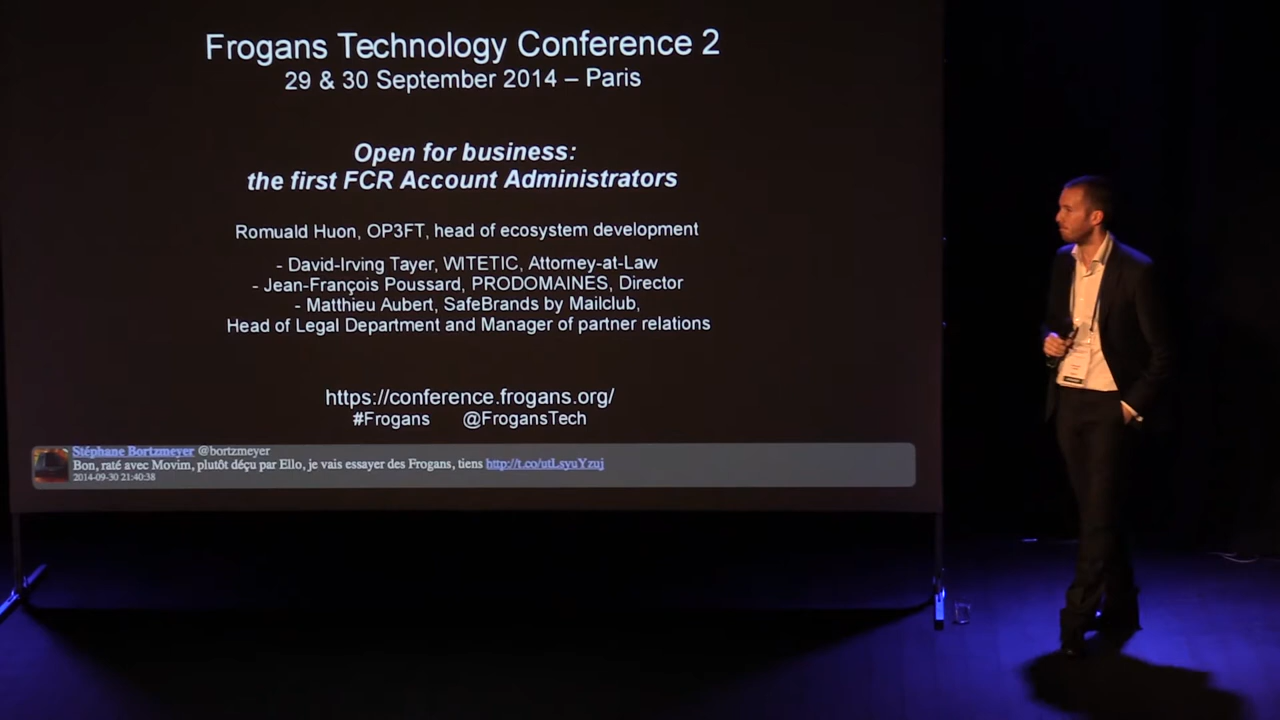 Frogans Technology Conference 2
29 & 30 September 2014 – Paris
Open for business:
the first FCR Account Administrators
Romuald Huon, OP3FT, head of ecosystem development
- David-Irving Tayer, WITETIC, Attorney-at-Law
- Jean-François Poussard, PRODOMAINES, Director
- Matthieu Aubert, SafeBrands by Mailclub,
Head of Legal Department and Manager of partner relations
https://conference.frogans.org/
#Frogans @FrogansTech
Stéphane Bortzmeyer @bortzmeyer
Bon, raté avec Movim, plutôt déçu par Ello, je vais essayer des Frogans, tiens http://t.co/utLsyuYzuj
2014-09-30 21:40:38